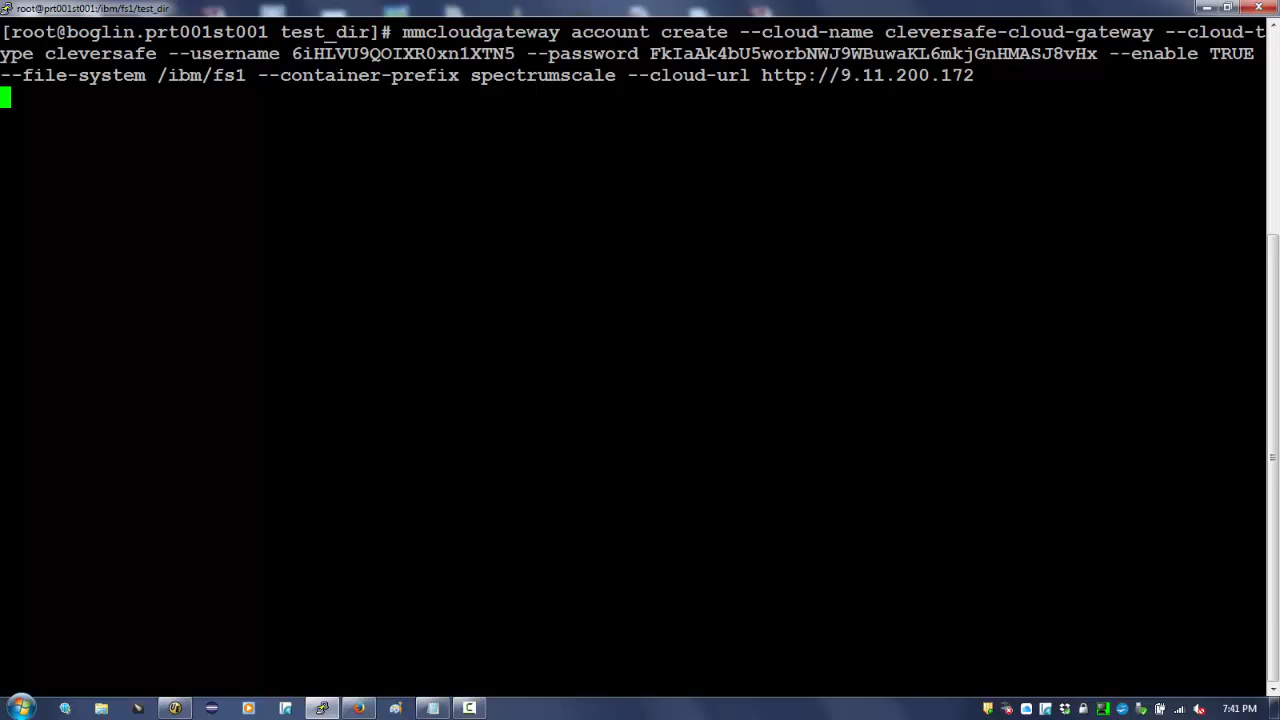 root@prt001st001:/ibm/fs1/test_dir
[root@boglin.prt001st001 test_dir]# mmcloudgateway account create --cloud-name cleversafe-cloud-gateway --cloud-t
ype cleversafe --username 6iHLVU9QOIXR0xn1XTN5 --password FkIaAk4bU5worbNWJ9WBuwaKL6mkjGnHMASJ8vHx --enable TRUE
--file-system /ibm/fs1 --container-prefix spectrumscale --cloud-url http://9.11.200.172
7:41 PM